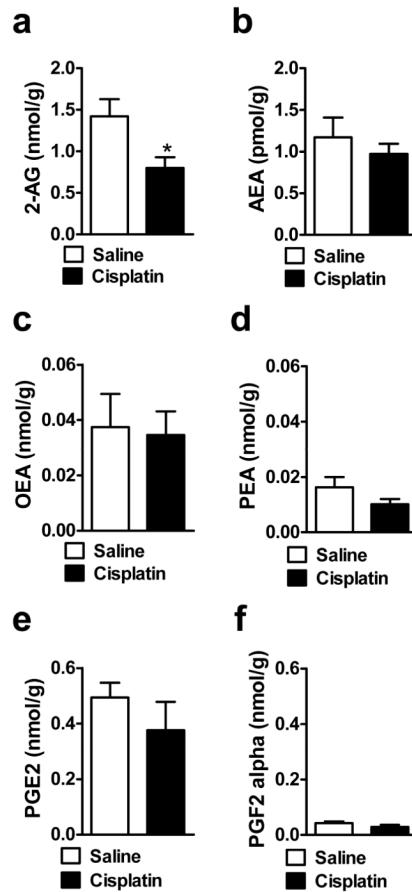 a
2-AG (nmol/g)
2.0
1.5
1.0
0.5
0.0
*
Saline
Cisplatin
b
AEA (pmol/g)
2.0
1.5
1.0
0.5
0.0
Saline
Cisplatin
c
OEA (nmol/g)
0.06
0.04
0.02
0.00
Saline
Cisplatin
d
PEA (nmol/g)
0.06
0.04
0.02
0.00
Saline
Cisplatin
e
PGE2 (nmol/g)
0.6
0.4
0.2
0.0
Saline
Cisplatin
f
PGF2 alpha (nmol/g)
0.6
0.4
0.2
0.0
Saline
Cisplatin